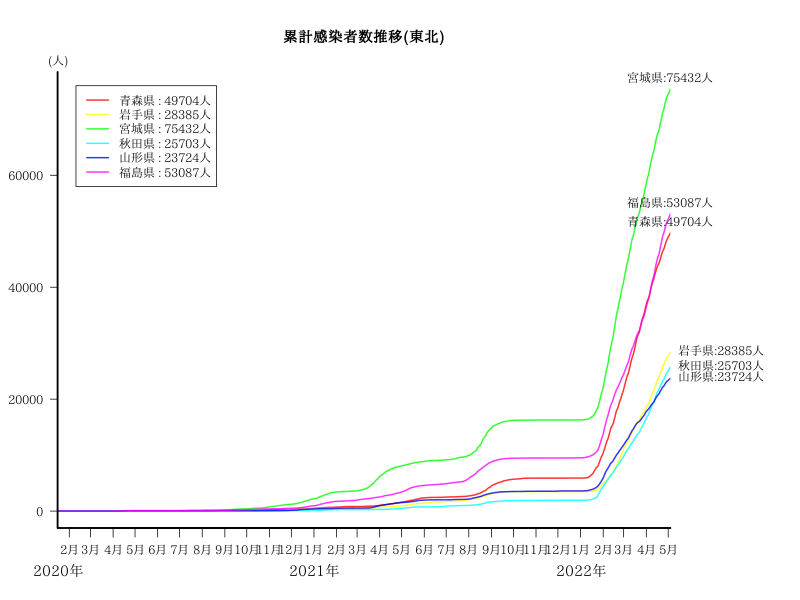 累計感染者数推移(東北)
(人)
青森県 : 49704人
岩手県 : 28385人
宮城県 : 75432人
秋田県 : 25703人
山形県 : 23724人
福島県 : 53087人
宮城県:75432人
福島県:53087人
青森県:49704人
岩手県:28385人
秋田県:25703人
山形県:23724人
60000
40000
20000
0
2月 3月 4月 5月 6月 7月 8月 9月 10月 11月 12月 1月 2月 3月 4月 5月 6月 7月 8月 9月 10月 11月 12月 1月 2月 3月 4月 5月
2020年 2021年 2022年